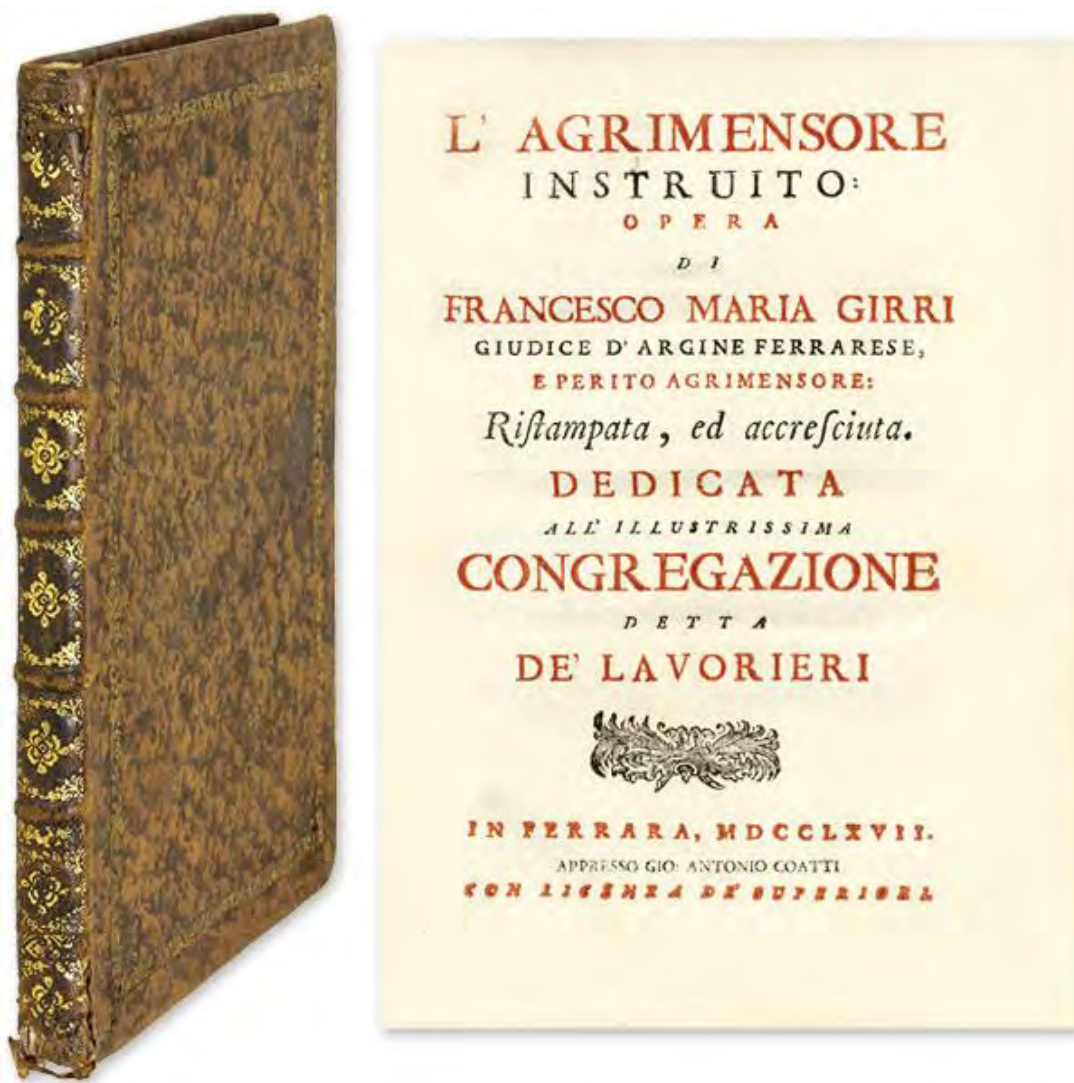 L' AGRIMENSORE
INSTRUITO:
OPERA
DI
FRANCESCO MARIA GIRRI
GIUDICE D'ARGINE FERRARESE,
E PERITO AGRIMENSORE:
Riſtampata, ed accreſciuta.
DEDICATA
ALL' ILLUSTRISSIMA
CONGREGAZIONE
DETTA
DE' LAVORIERI
IN FERRARA, MDCCLXVII.
APPRESSO GIO: ANTONIO COATTI
CON LICENZA DE' SUPERIORI.